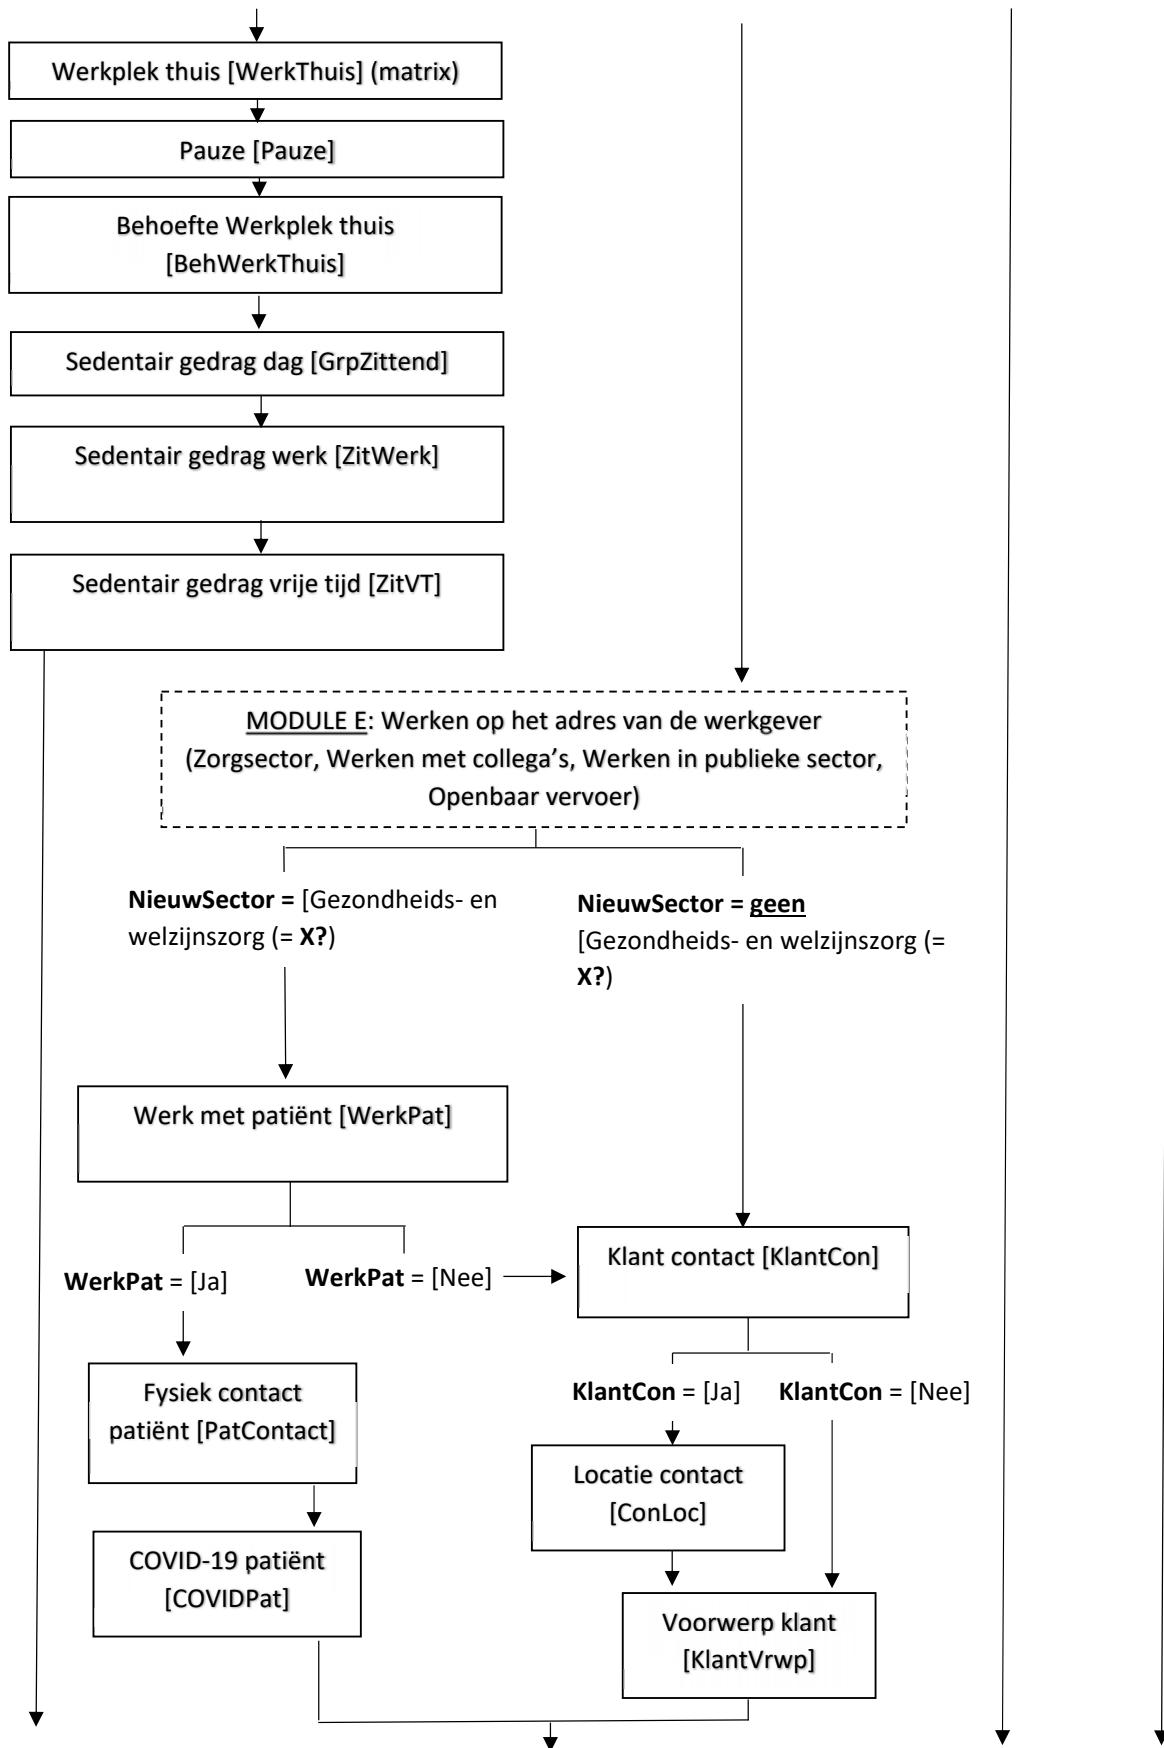 Werkplek thuis [WerkThuis] (matrix)
Pauze [Pauze]
Behoefte Werkplek thuis
[BehWerkThuis]
Sedentair gedrag dag [GrpZittend]
Sedentair gedrag werk [ZitWerk]
Sedentair gedrag vrije tijd [ZitVT]
MODULE E: Werken op het adres van de werkgever
(Zorgsector, Werken met collega’s, Werken in publieke sector,
Openbaar vervoer)
NieuwSector = [Gezondheids- en
welzijnszorg (= X?)
NieuwSector = geen
[Gezondheids- en welzijnszorg (=
X?)
Werk met patiënt [WerkPat]
WerkPat = [Ja]
WerkPat = [Nee]
Klant contact [KlantCon]
Fysiek contact
patiënt [PatContact]
KlantCon = [Ja]
KlantCon = [Nee]
Locatie contact
[ConLoc]
COVID-19 patiënt
[COVIDPat]
Voorwerp klant
[KlantVrwp]